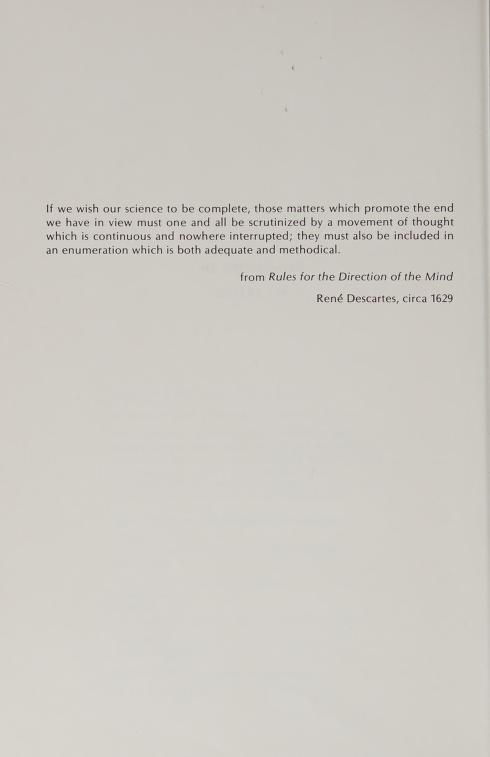 If we wish our science to be complete, those matters which promote the end
we have in view must one and all be scrutinized by a movement of thought
which is continuous and nowhere interrupted; they must also be included in
an enumeration which is both adequate and methodical.
from Rules for the Direction of the Mind
René Descartes, circa 1629